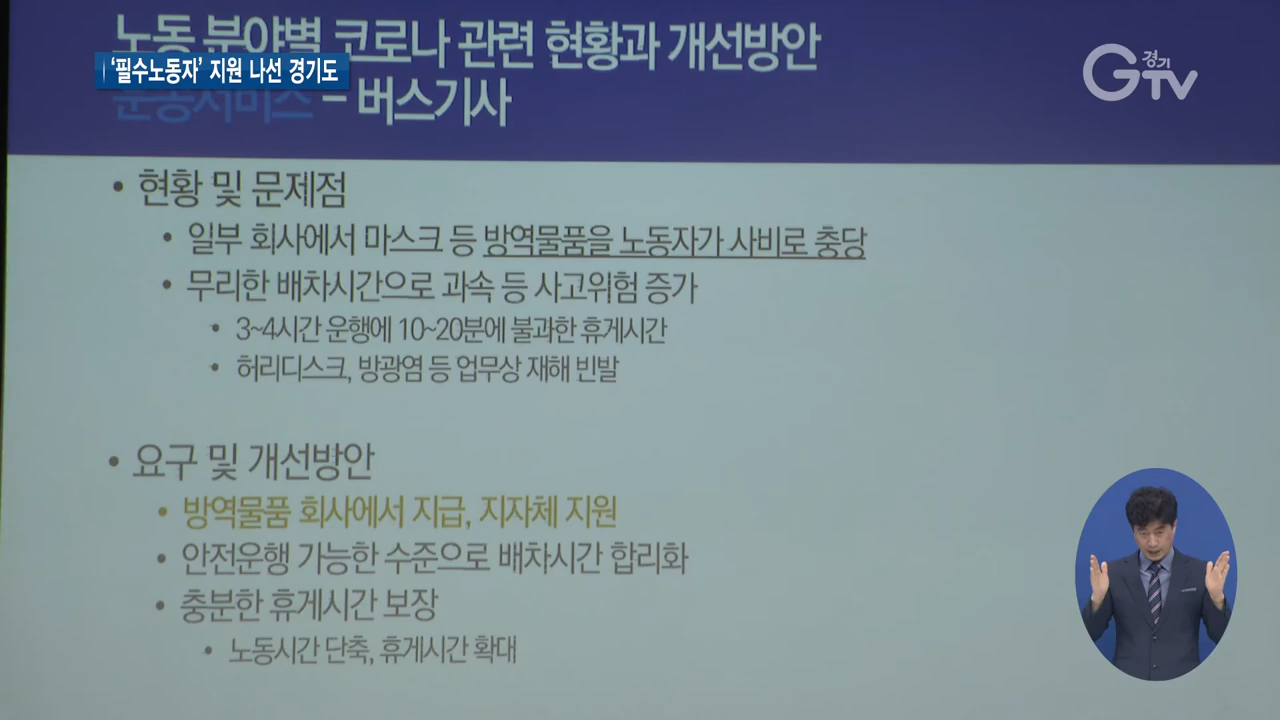 노동 분야별 코로나 관련 현황과 개선방안
'필수노동자' 지원 나선 경기도
경기
GTV
– 버스기사
• 현황 및 문제점
• 일부 회사에서 마스크 등 방역물품을 노동자가 사비로 충당
• 무리한 배차시간으로 과속 등 사고위험 증가
• 3~4시간 운행에 10~20분에 불과한 휴게시간
• 허리디스크, 방광염 등 업무상 재해 빈발
• 요구 및 개선방안
• 방역물품 회사에서 지급, 지자체 지원
• 안전운행 가능한 수준으로 배차시간 합리화
• 충분한 휴게시간 보장
• 노동시간 단축, 휴게시간 확대